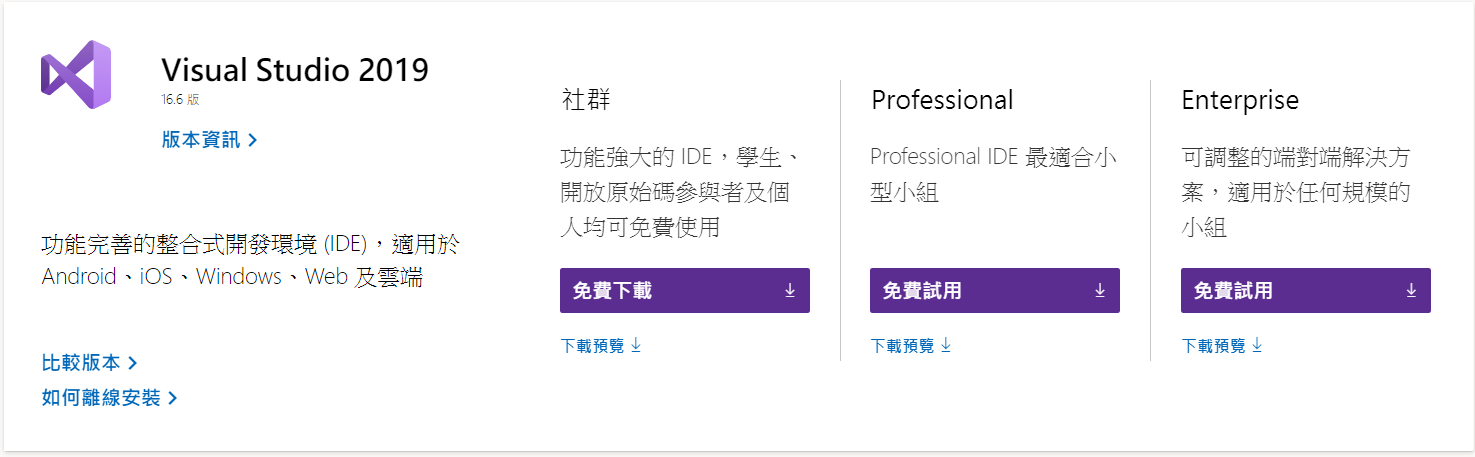 Visual Studio 2019
16.6 版
版本資訊
功能完善的整合式開發環境 (IDE)，適用於
Android、iOS、Windows、Web 及雲端
比較版本
如何離線安裝
社群
功能強大的 IDE，學生、
開放原始碼參與者及個
人均可免費使用
免費下載
下載預覽
Professional
Professional IDE 最適合小
型小組
免費試用
下載預覽
Enterprise
可調整的端對端解決方
案，適用於任何規模的
小組
免費試用
下載預覽